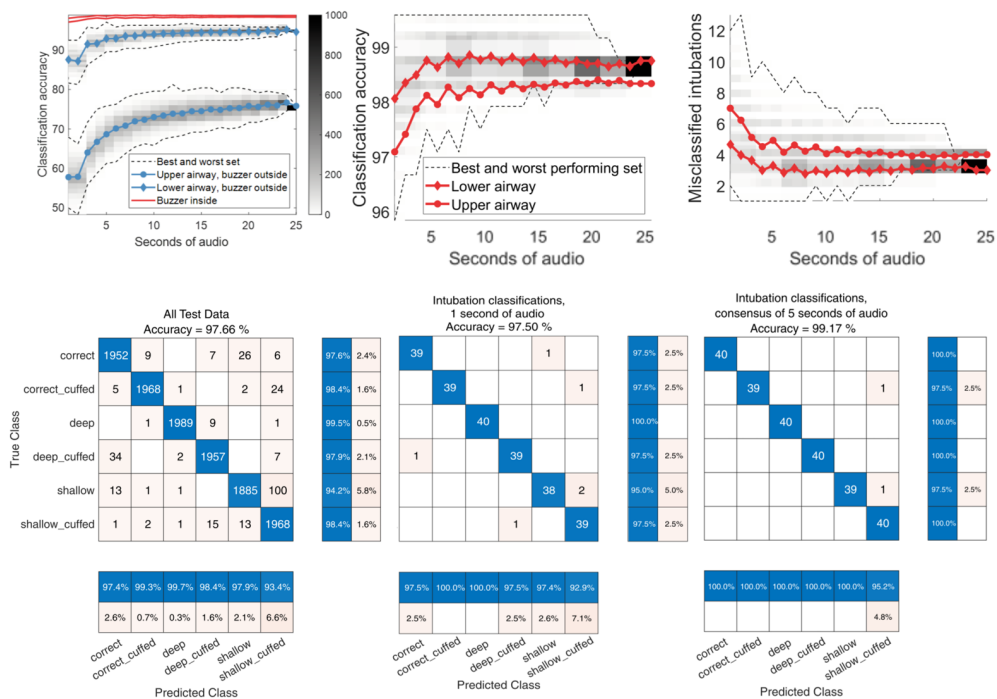 Classification accuracy
90
80
70
60
50
5
10
15
20
25
Seconds of audio
Best and worst set
Upper airway, buzzer outside
Lower airway, buzzer outside
Buzzer inside
1000
800
600
400
200
0
Classification accuracy
99
98
97
96
5
10
15
20
25
Seconds of audio
Best and worst performing set
Lower airway
Upper airway
Misclassified intubations
12
10
8
6
4
2
5
10
15
20
25
Seconds of audio
All Test Data
Accuracy = 97.66 %
True Class
correct 1952 9 7 26 6 97.6% 2.4%
correct_cuffed 5 1968 1 2 24 98.4% 1.6%
deep 1 1989 9 1 99.5% 0.5%
deep_cuffed 34 2 1957 7 97.9% 2.1%
shallow 13 1 1 1885 100 94.2% 5.8%
shallow_cuffed 1 2 1 15 13 1968 98.4% 1.6%
97.4% 99.3% 99.7% 98.4% 97.9% 93.4%
2.6% 0.7% 0.3% 1.6% 2.1% 6.6%
correct correct_cuffed deep deep_cuffed shallow shallow_cuffed
Predicted Class
Intubation classifications,
1 second of audio
Accuracy = 97.50 %
39 1 97.5% 2.5%
39 1 97.5% 2.5%
40 100.0%
1 39 97.5% 2.5%
38 2 95.0% 5.0%
1 39 97.5% 2.5%
97.5% 100.0% 100.0% 97.5% 97.4% 92.9%
2.5% 2.5% 2.6% 7.1%
correct correct_cuffed deep deep_cuffed shallow shallow_cuffed
Predicted Class
Intubation classifications,
consensus of 5 seconds of audio
Accuracy = 99.17 %
40 100.0%
39 1 97.5% 2.5%
40 100.0%
40 100.0%
39 1 97.5% 2.5%
40 100.0%
100.0% 100.0% 100.0% 100.0% 100.0% 95.2%
4.8%
correct correct_cuffed deep deep_cuffed shallow shallow_cuffed
Predicted Class